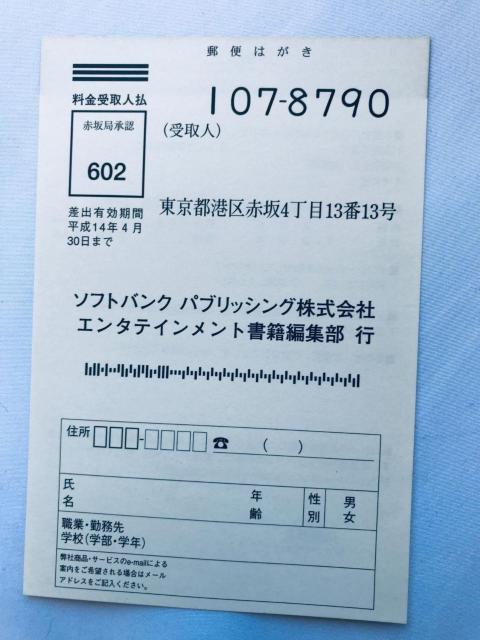 郵便はがき
料金受取人払
赤坂局承認
602
差出有効期間
平成14年4月
30日まで
107-8790
(受取人)
東京都港区赤坂4丁目13番13号
ソフトバンク パブリッシング株式会社
エンタテインメント書籍編集部 行
住所 □□□-□□□□ ☎ ( )
氏名
年齢
性別
男
女
職業・勤務先
学校(学部・学年)
弊社商品・サービスのe-mailによる
案内をご希望される場合はメール
アドレスをご記入ください。